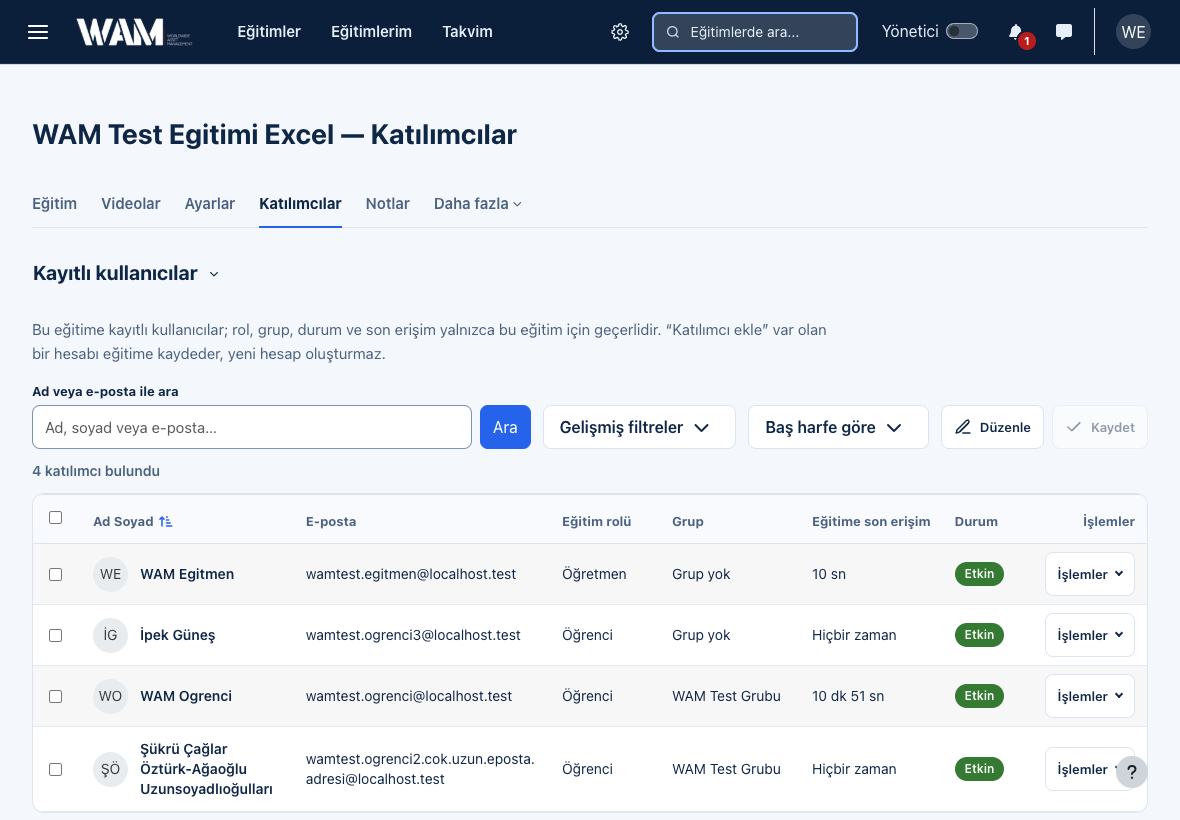 WAM WORLDWIDE ASSET MANAGEMENT
Eğitimler Eğitimlerim Takvim
Eğitimlerde ara...
Yönetici
1
WE
WAM Test Egitimi Excel — Katılımcılar
Eğitim Videolar Ayarlar Katılımcılar Notlar Daha fazla
Kayıtlı kullanıcılar
Bu eğitime kayıtlı kullanıcılar; rol, grup, durum ve son erişim yalnızca bu eğitim için geçerlidir. “Katılımcı ekle” var olan
bir hesabı eğitime kaydeder, yeni hesap oluşturmaz.
Ad veya e-posta ile ara
Ad, soyad veya e-posta... Ara Gelişmiş filtreler Baş harfe göre Düzenle Kaydet
4 katılımcı bulundu
Ad Soyad E-posta Eğitim rolü Grup Eğitime son erişim Durum İşlemler
WE WAM Egitmen wamtest.egitmen@localhost.test Öğretmen Grup yok 10 sn Etkin İşlemler
İG İpek Güneş wamtest.ogrenci3@localhost.test Öğrenci Grup yok Hiçbir zaman Etkin İşlemler
WO WAM Ogrenci wamtest.ogrenci@localhost.test Öğrenci WAM Test Grubu 10 dk 51 sn Etkin İşlemler
ŞÖ Şükrü Çağlar
Öztürk-Ağaoğlu
Uzunsoyadlıoğulları
wamtest.ogrenci2.cok.uzun.eposta.
adresi@localhost.test
Öğrenci WAM Test Grubu Hiçbir zaman Etkin İşlemler
?